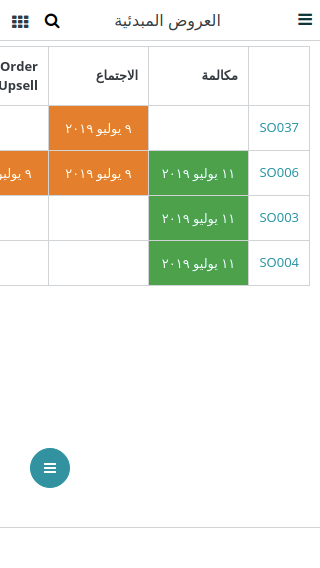 العروض المبدئية
مكالمة
الاجتماع
Order
Upsell
SO037
٩ يوليو ٢٠١٩
SO006
١١ يوليو ٢٠١٩
٩ يوليو ٢٠١٩
٩ يوليو
SO003
١١ يوليو ٢٠١٩
SO004
١١ يوليو ٢٠١٩